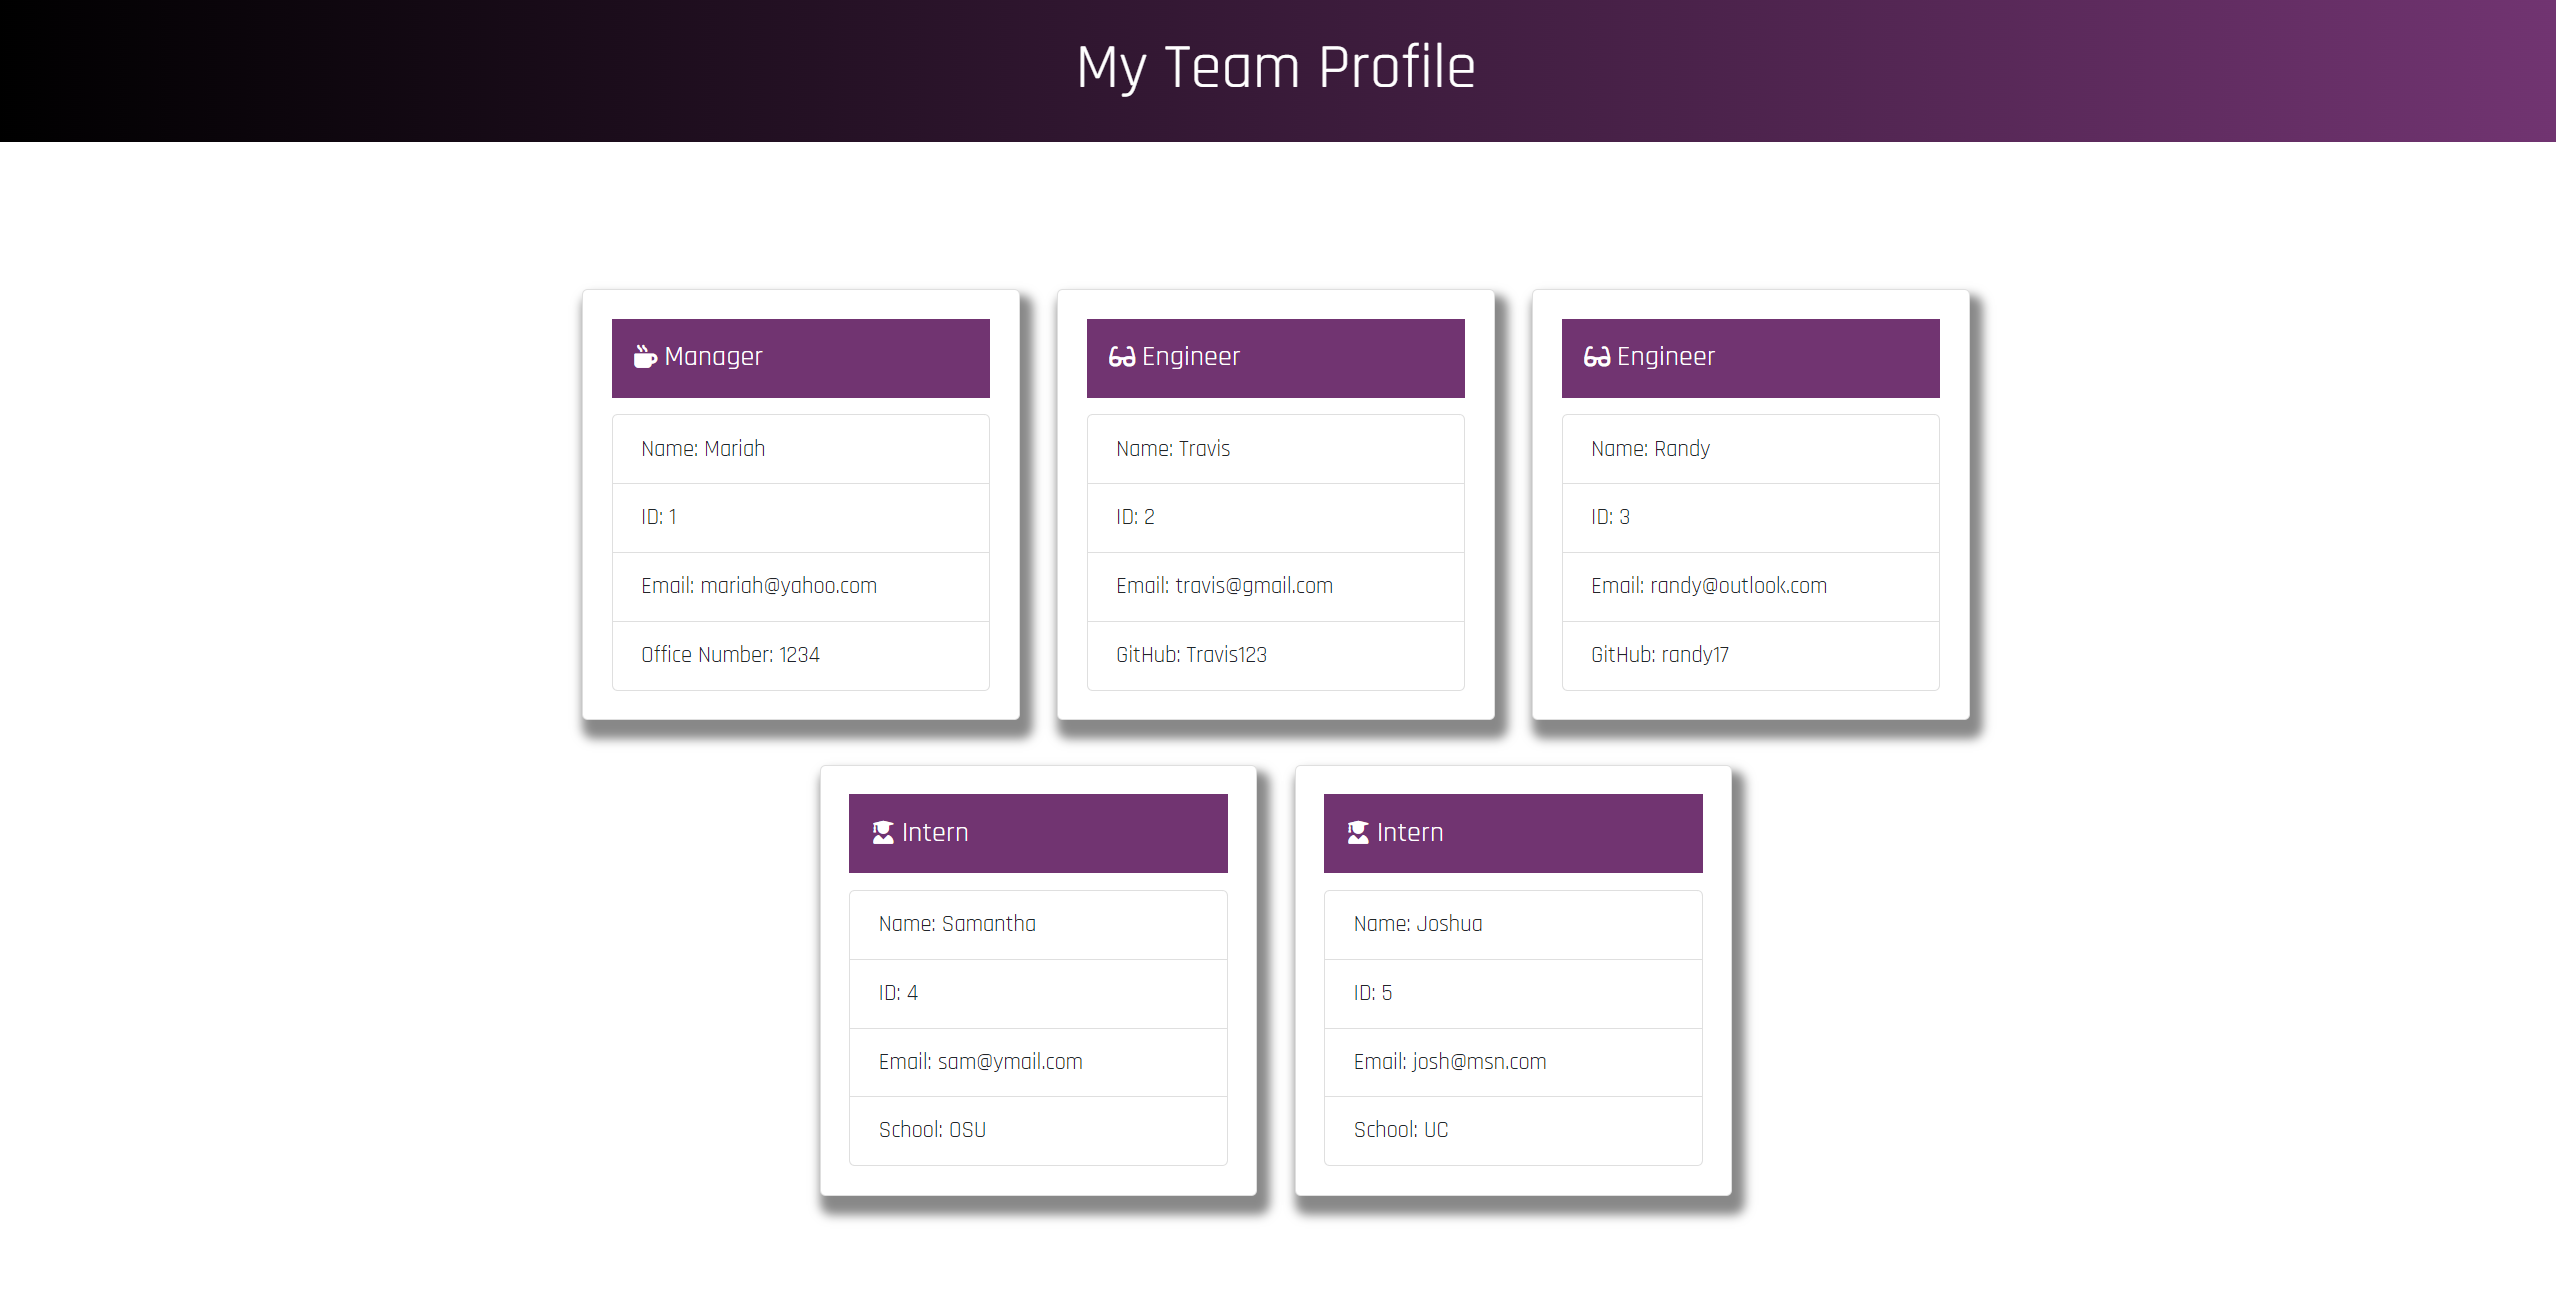 My Team Profile
Manager
Name: Mariah
ID: 1
Email: mariah@yahoo.com
Office Number: 1234
Engineer
Name: Travis
ID: 2
Email: travis@gmail.com
GitHub: Travis123
Engineer
Name: Randy
ID: 3
Email: randy@outlook.com
GitHub: randy17
Intern
Name: Samantha
ID: 4
Email: sam@ymail.com
School: OSU
Intern
Name: Joshua
ID: 5
Email: josh@msn.com
School: UC